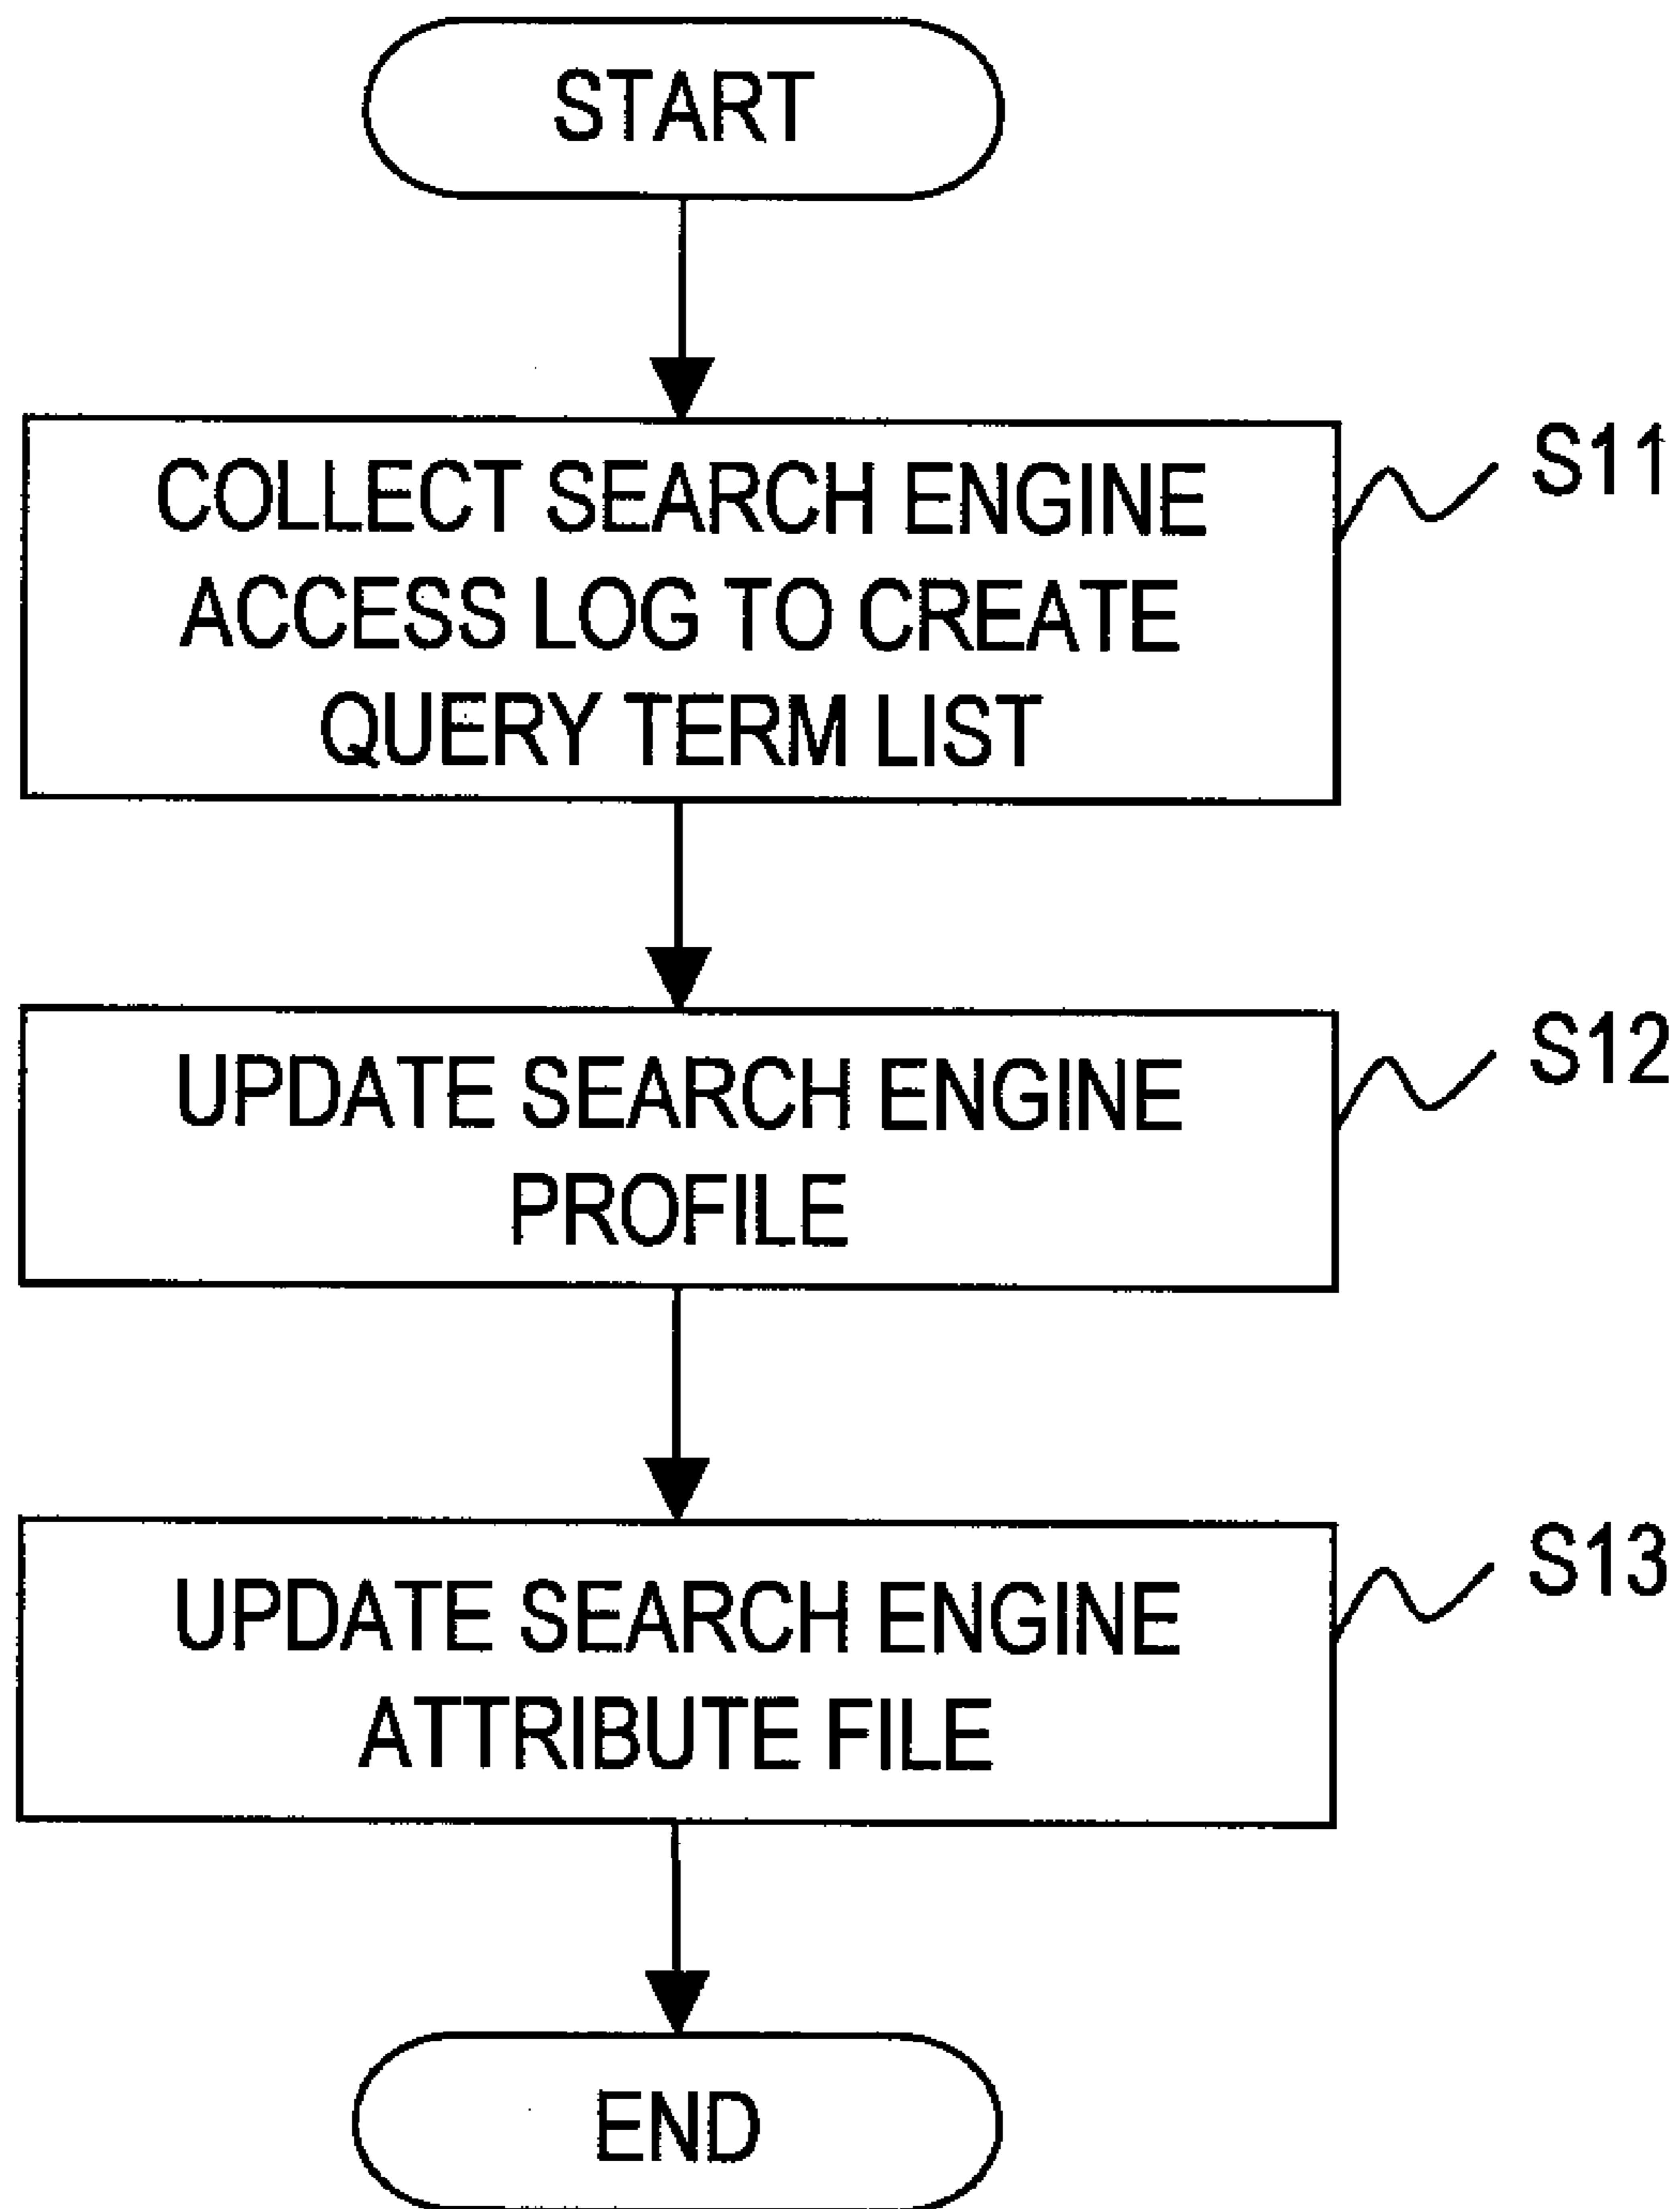 START
COLLECT SEARCH ENGINE
ACCESS LOG TO CREATE
QUERY TERM LIST
S11
UPDATE SEARCH ENGINE
PROFILE
S12
UPDATE SEARCH ENGINE
ATTRIBUTE FILE
S13
END